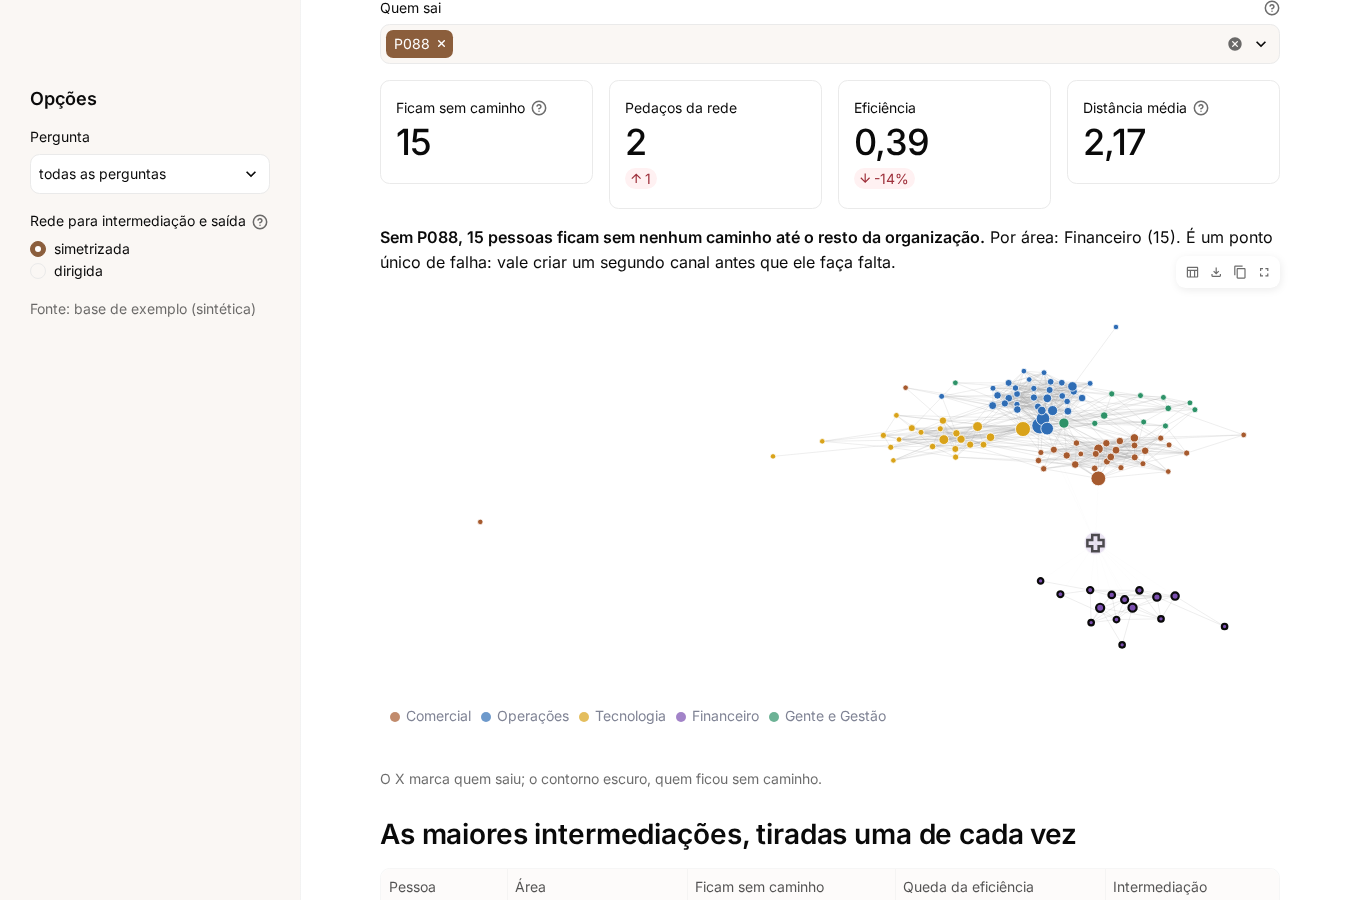 Quem sai
P088
Opções
Pergunta
todas as perguntas
Rede para intermediação e saída
simetrizada
dirigida
Fonte: base de exemplo (sintética)
Ficam sem caminho
15
Pedaços da rede
2
↑ 1
Eficiência
0,39
↓ -14%
Distância média
2,17
Sem P088, 15 pessoas ficam sem nenhum caminho até o resto da organização. Por área: Financeiro (15). É um ponto
único de falha: vale criar um segundo canal antes que ele faça falta.
Comercial Operações Tecnologia Financeiro Gente e Gestão
O X marca quem saiu; o contorno escuro, quem ficou sem caminho.
As maiores intermediações, tiradas uma de cada vez
Pessoa Área Ficam sem caminho Queda da eficiência Intermediação